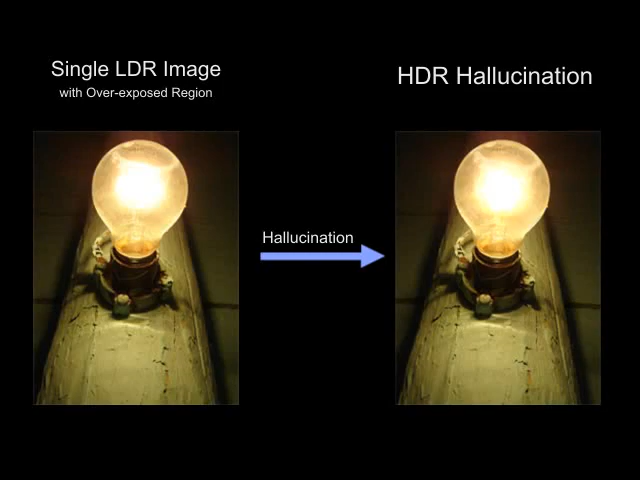 Single LDR Image
with Over-exposed Region
HDR Hallucination
Hallucination